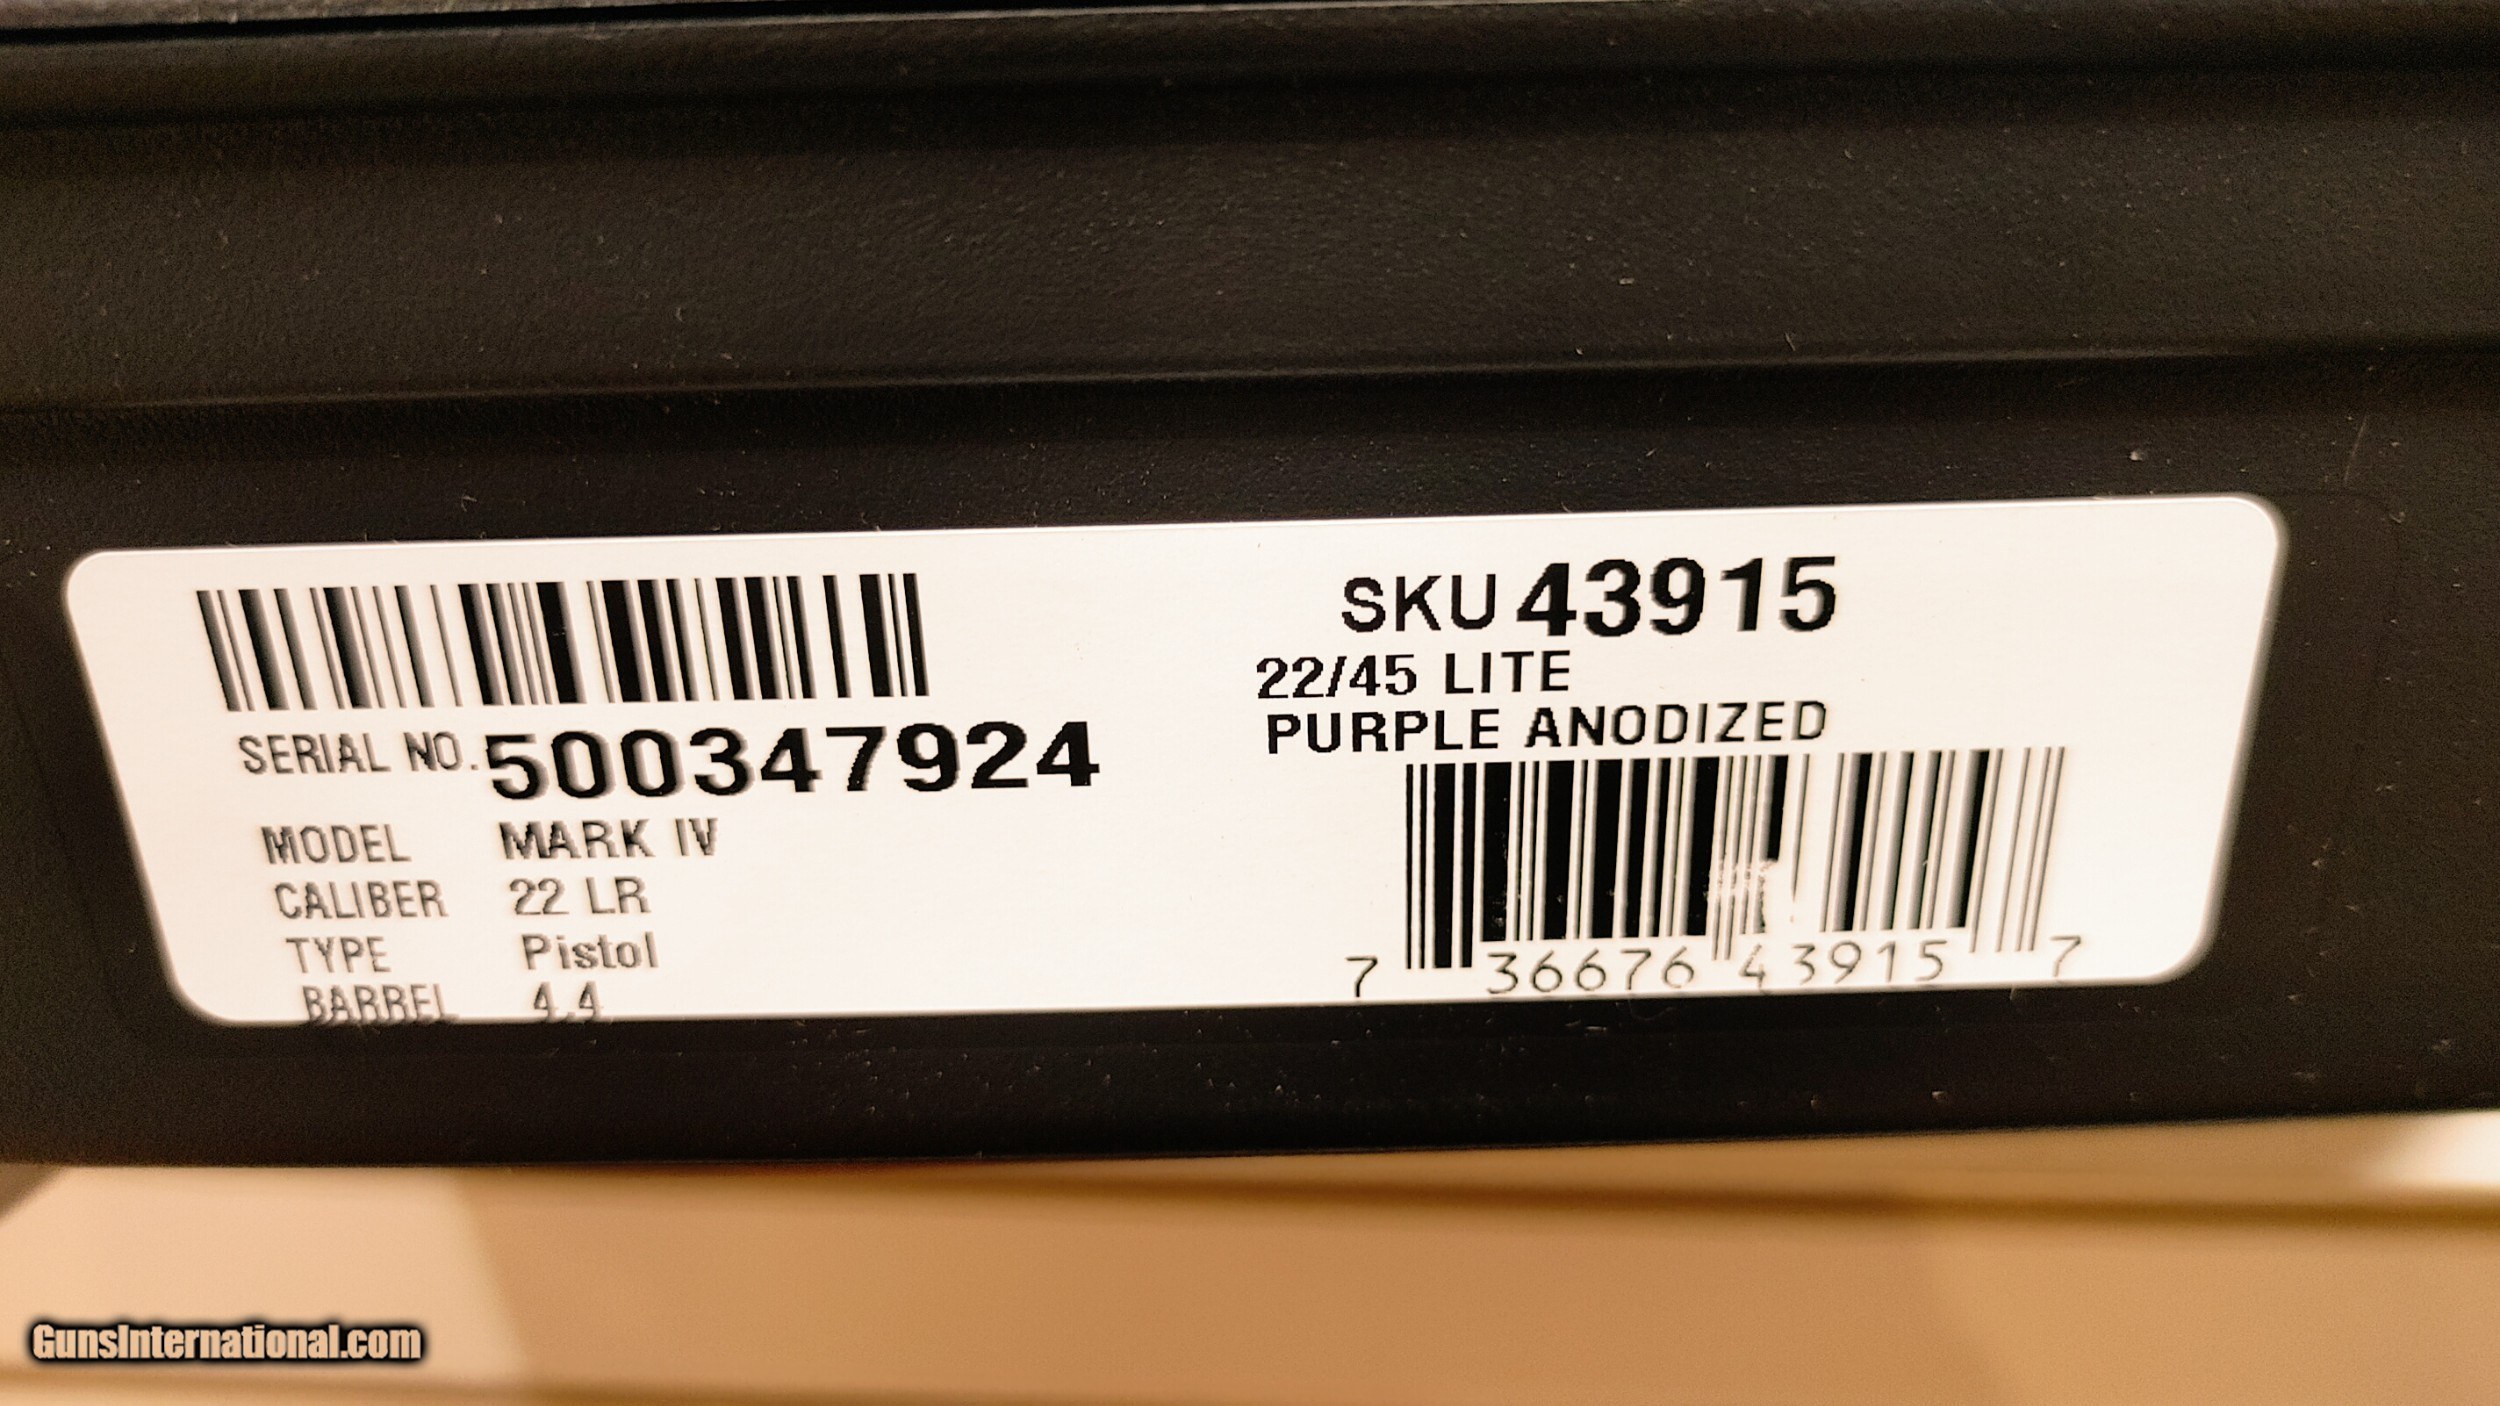 SERIAL NO. 500347924
MODEL MARK IV
CALIBER 22 LR
TYPE Pistol
BARREL 4.4
SKU 43915
22/45 LITE
PURPLE ANODIZED
7 36676 43915 7
GunsInternational.com